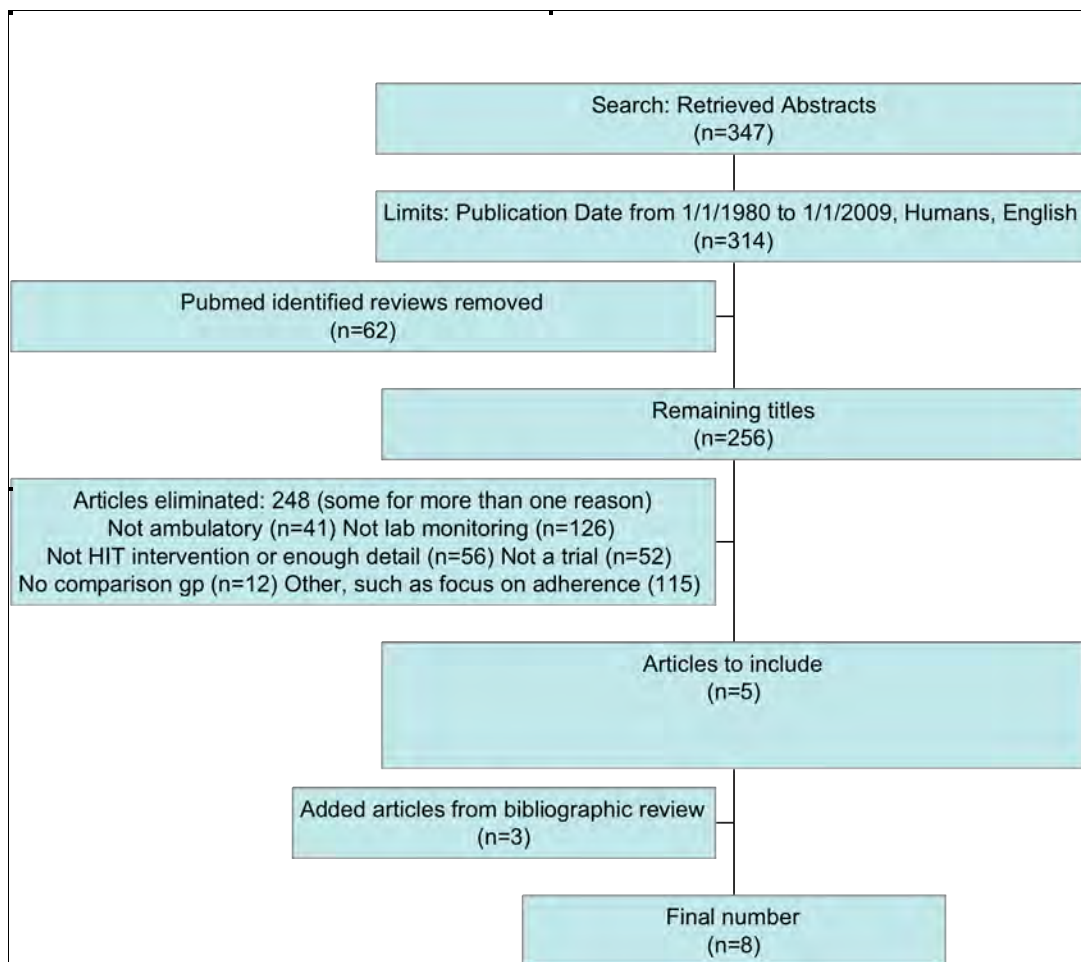 Search: Retrieved Abstracts
(n=347)
Limits: Publication Date from 1/1/1980 to 1/1/2009, Humans, English
(n=314)
Pubmed identified reviews removed
(n=62)
Remaining titles
(n=256)
Articles eliminated: 248 (some for more than one reason)
Not ambulatory (n=41) Not lab monitoring (n=126)
Not HIT intervention or enough detail (n=56) Not a trial (n=52)
No comparison gp (n=12) Other, such as focus on adherence (115)
Articles to include
(n=5)
Added articles from bibliographic review
(n=3)
Final number
(n=8)